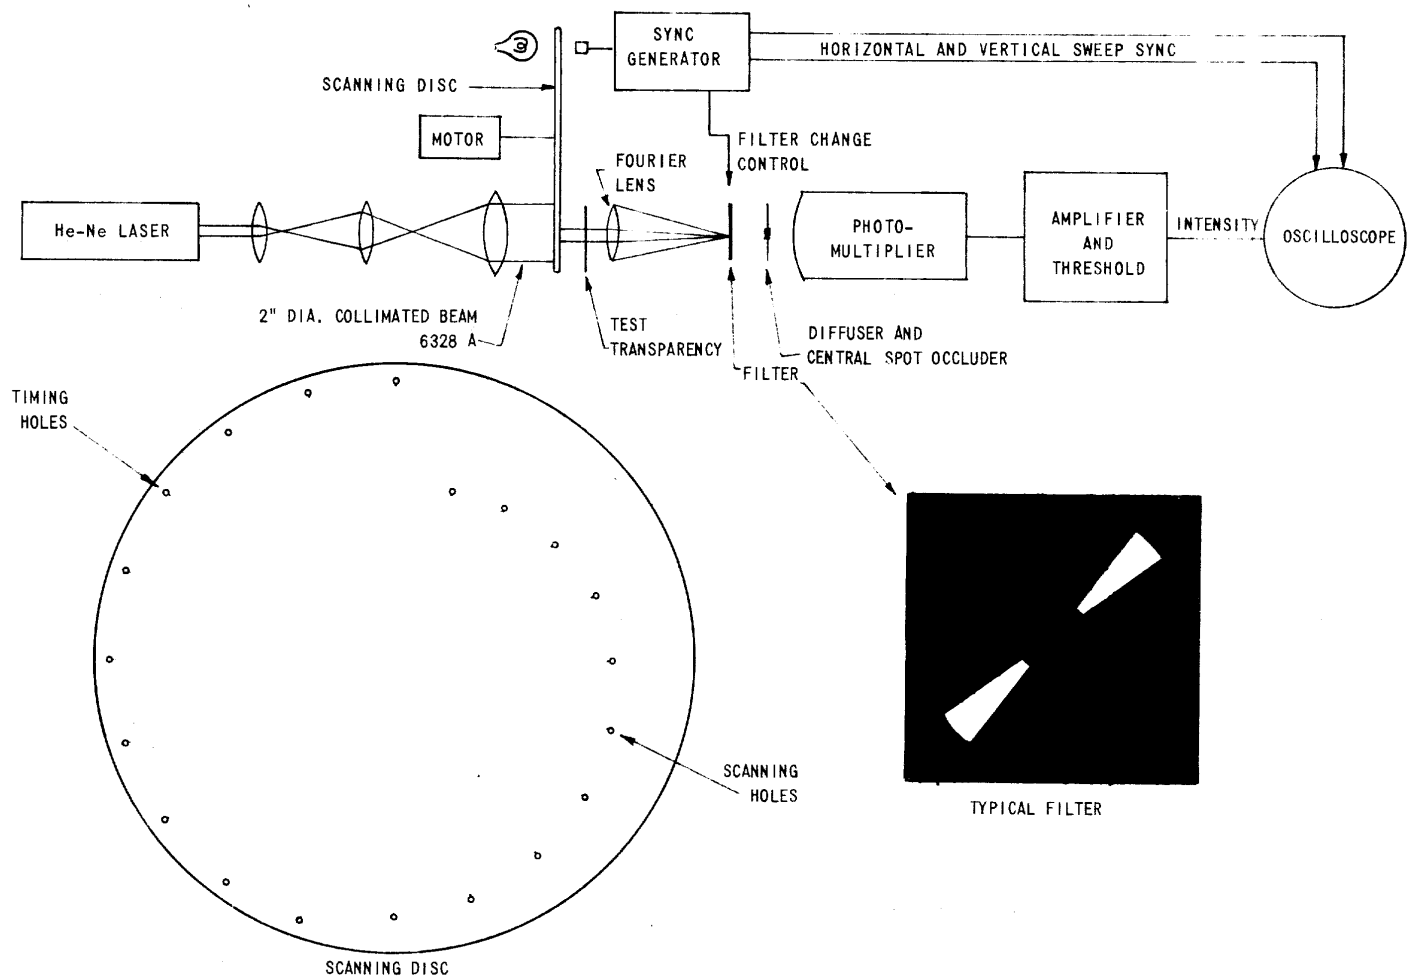 SYNC
GENERATOR
HORIZONTAL AND VERTICAL SWEEP SYNC
SCANNING DISC
MOTOR
FILTER CHANGE
CONTROL
FOURIER
LENS
He-Ne LASER
PHOTO-
MULTIPLIER
AMPLIFIER
AND
THRESHOLD
INTENSITY
OSCILLOSCOPE
2" DIA. COLLIMATED BEAM
6328 A
TEST
TRANSPARENCY
DIFFUSER AND
CENTRAL SPOT OCCLUDER
FILTER
TIMING
HOLES
SCANNING
HOLES
TYPICAL FILTER
SCANNING DISC